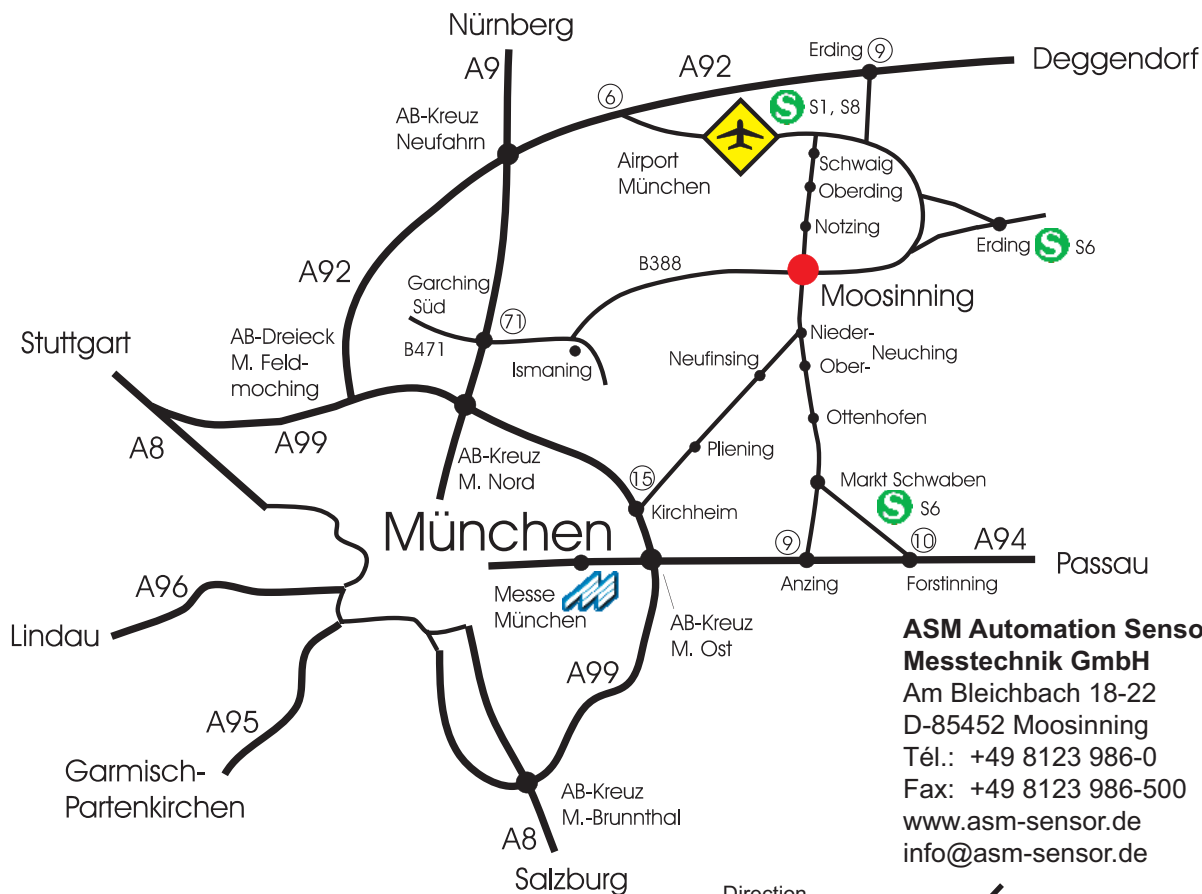 Nürnberg
A9
A92
Erding 9
Deggendorf
6
S S1, S8
AB-Kreuz
Neufahrn
Airport
München
Schwaig
Oberding
Notzing
Erding S S6
A92
B388
Moosinning
Garching
Süd
71
B471
Ismaning
Stuttgart
AB-Dreieck
M. Feld-
moching
Neufinsing
Nieder-
Neuching
Ober-
A8
A99
Ottenhofen
Pliening
AB-Kreuz
M. Nord
15
Kirchheim
Markt Schwaben
S S6
München
9
10
A94
Passau
Anzing
Forstinning
Messe
München
A96
Lindau
AB-Kreuz
M. Ost
A99
A95
Garmisch-
Partenkirchen
AB-Kreuz
M.-Brunnthal
A8
Salzburg
ASM Automation Senso
Messtechnik GmbH
Am Bleichbach 18-22
D-85452 Moosinning
Tél.: +49 8123 986-0
Fax: +49 8123 986-500
www.asm-sensor.de
info@asm-sensor.de
Direction